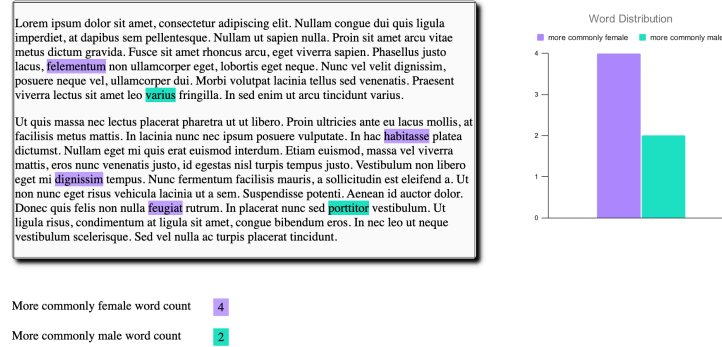 Lorem ipsum dolor sit amet, consectetur adipiscing elit. Nullam congue dui quis ligula
imperdiet, at dapibus sem pellentesque. Nullam ut sapien nulla. Proin sit amet arcu vitae
metus dictum gravida. Fusce sit amet rhoncus arcu, eget viverra sapien. Phasellus justo
lacus, felementum non ullamcorper eget, lobortis eget neque. Nunc vel velit dignissim,
posuere neque vel, ullamcorper dui. Morbi volutpat lacinia tellus sed venenatis. Praesent
viverra lectus sit amet leo varius fringilla. In sed enim ut arcu tincidunt varius.
Ut quis massa nec lectus placerat pharetra ut ut libero. Proin ultricies ante eu lacus mollis, at
facilisis metus mattis. In lacinia nunc nec ipsum posuere vulputate. In hac habitasse platea
dictumst. Nullam eget mi quis erat euismod interdum. Etiam euismod, massa vel viverra
mattis, eros nunc venenatis justo, id egestas nisl turpis tempus justo. Vestibulum non libero
eget mi dignissim tempus. Nunc fermentum facilisis mauris, a sollicitudin est eleifend a. Ut
non nunc eget risus vehicula lacinia ut a sem. Suspendisse potenti. Aenean id auctor dolor.
Donec quis felis non nulla feugiat rutrum. In placerat nunc sed porttitor vestibulum. Ut
ligula risus, condimentum at ligula sit amet, congue bibendum eros. In nec leo ut neque
vestibulum scelerisque. Sed vel nulla ac turpis placerat tincidunt.
Word Distribution
more commonly female more commonly male
4
3
2
1
0
More commonly female word count 4
More commonly male word count 2